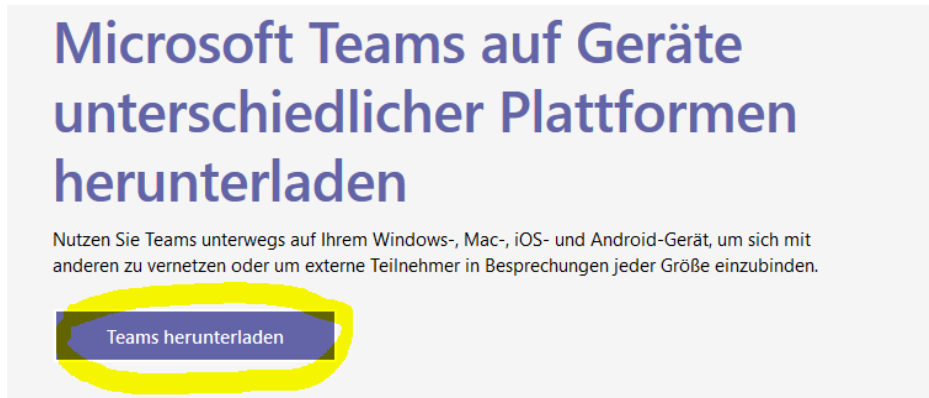 Microsoft Teams auf Geräte
unterschiedlicher Plattformen
herunterladen
Nutzen Sie Teams unterwegs auf Ihrem Windows-, Mac-, iOS- und Android-Gerät, um sich mit
anderen zu vernetzen oder um externe Teilnehmer in Besprechungen jeder Größe einzubinden.
Teams herunterladen